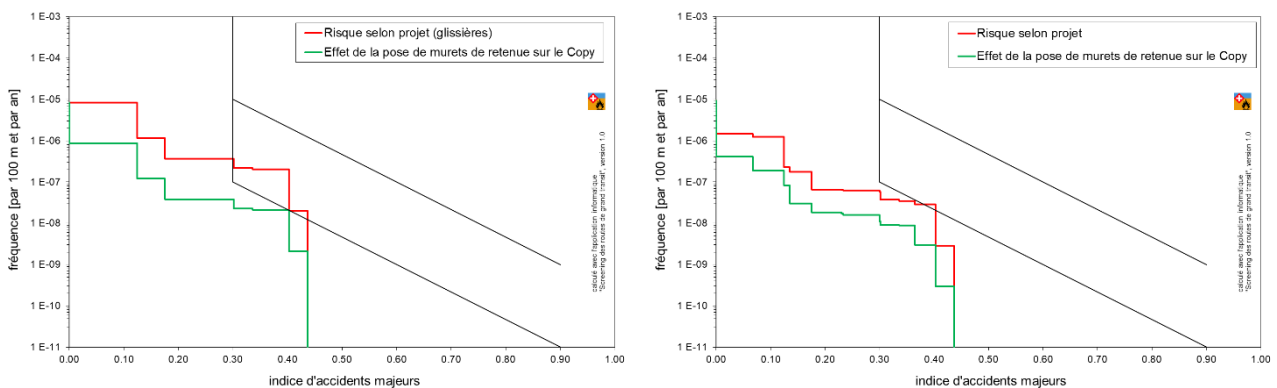 1 E-03
1 E-04
1 E-05
1 E-06
1 E-07
1 E-08
1 E-09
1 E-10
1 E-11
fréquence [par 100 m et par an]
Risque selon projet (glissières)
Effet de la pose de murets de retenue sur le Copy
calculé avec l'application informatique
"Screening des routes de grand transit", version 1.0
0.00 0.10 0.20 0.30 0.40 0.50 0.60 0.70 0.80 0.90 1.00
indice d'accidents majeurs
1 E-03
1 E-04
1 E-05
1 E-06
1 E-07
1 E-08
1 E-09
1 E-10
1 E-11
fréquence [par 100 m et par an]
Risque selon projet
Effet de la pose de murets de retenue sur le Copy
calculé avec l'application informatique
"Screening des routes de grand transit", version 1.0
0.00 0.10 0.20 0.30 0.40 0.50 0.60 0.70 0.80 0.90 1.00
indice d'accidents majeurs